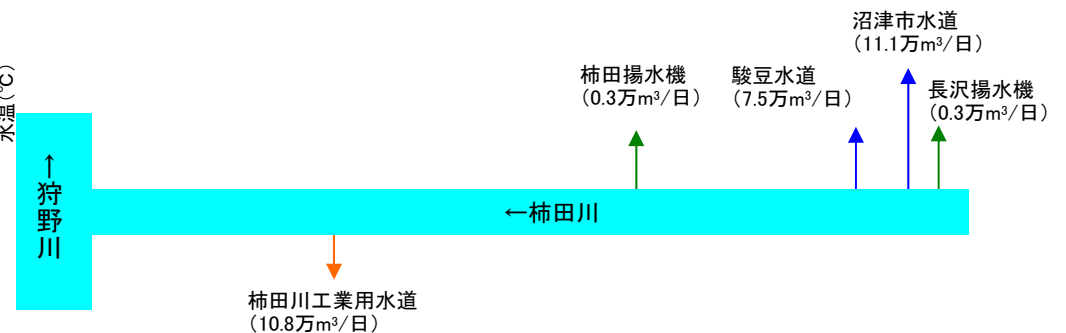 沼津市水道
（11.1万m³/日）
柿田揚水機
（0.3万m³/日）
駿豆水道
（7.5万m³/日）
長沢揚水機
（0.3万m³/日）
水温(℃)
↑狩野川
←柿田川
柿田川工業用水道
（10.8万m³/日）